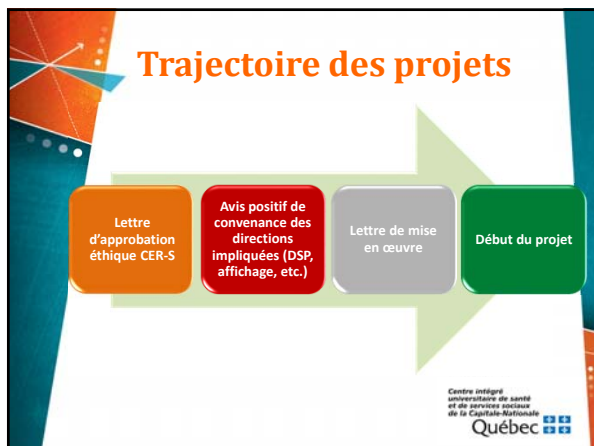 Trajectoire des projets
Lettre
d'approbation
éthique CER-S
Avis positif de
convenance des
directions
impliquées (DSP,
affichage, etc.)
Lettre de mise
en œuvre
Début du projet
Centre intégré
universitaire de santé
et de services sociaux
de la Capitale-Nationale
Québec